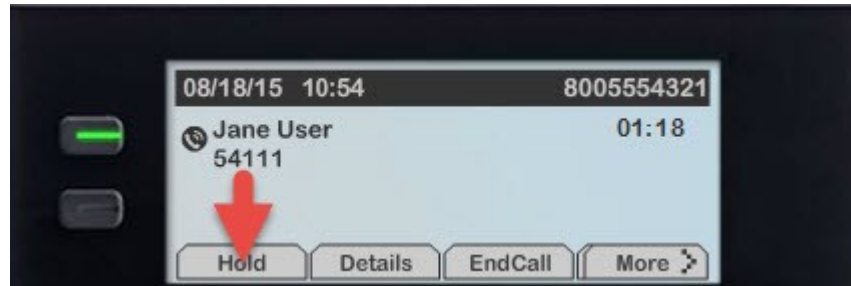 08/18/15 10:54 8005554321
Jane User 01:18
54111
Hold Details EndCall More >